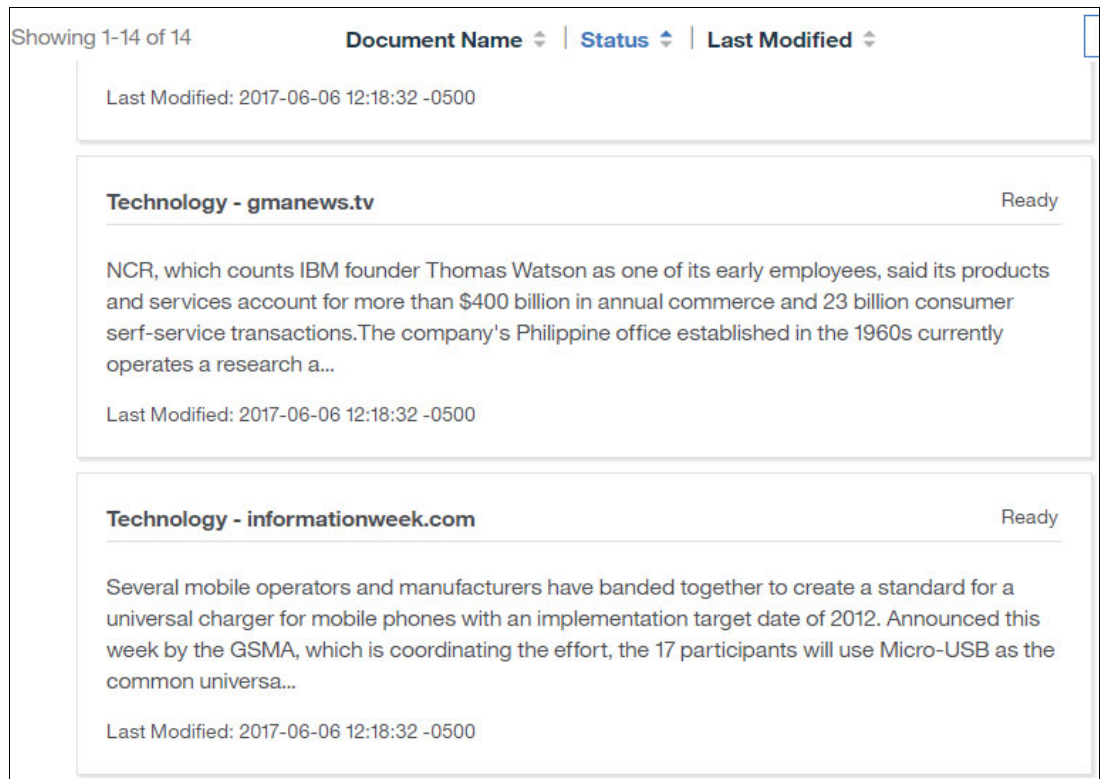 Showing 1-14 of 14 Document Name | Status | Last Modified
Last Modified: 2017-06-06 12:18:32 -0500
Technology - gmanews.tv Ready
NCR, which counts IBM founder Thomas Watson as one of its early employees, said its products
and services account for more than $400 billion in annual commerce and 23 billion consumer
serf-service transactions.The company's Philippine office established in the 1960s currently
operates a research a...
Last Modified: 2017-06-06 12:18:32 -0500
Technology - informationweek.com Ready
Several mobile operators and manufacturers have banded together to create a standard for a
universal charger for mobile phones with an implementation target date of 2012. Announced this
week by the GSMA, which is coordinating the effort, the 17 participants will use Micro-USB as the
common universa...
Last Modified: 2017-06-06 12:18:32 -0500